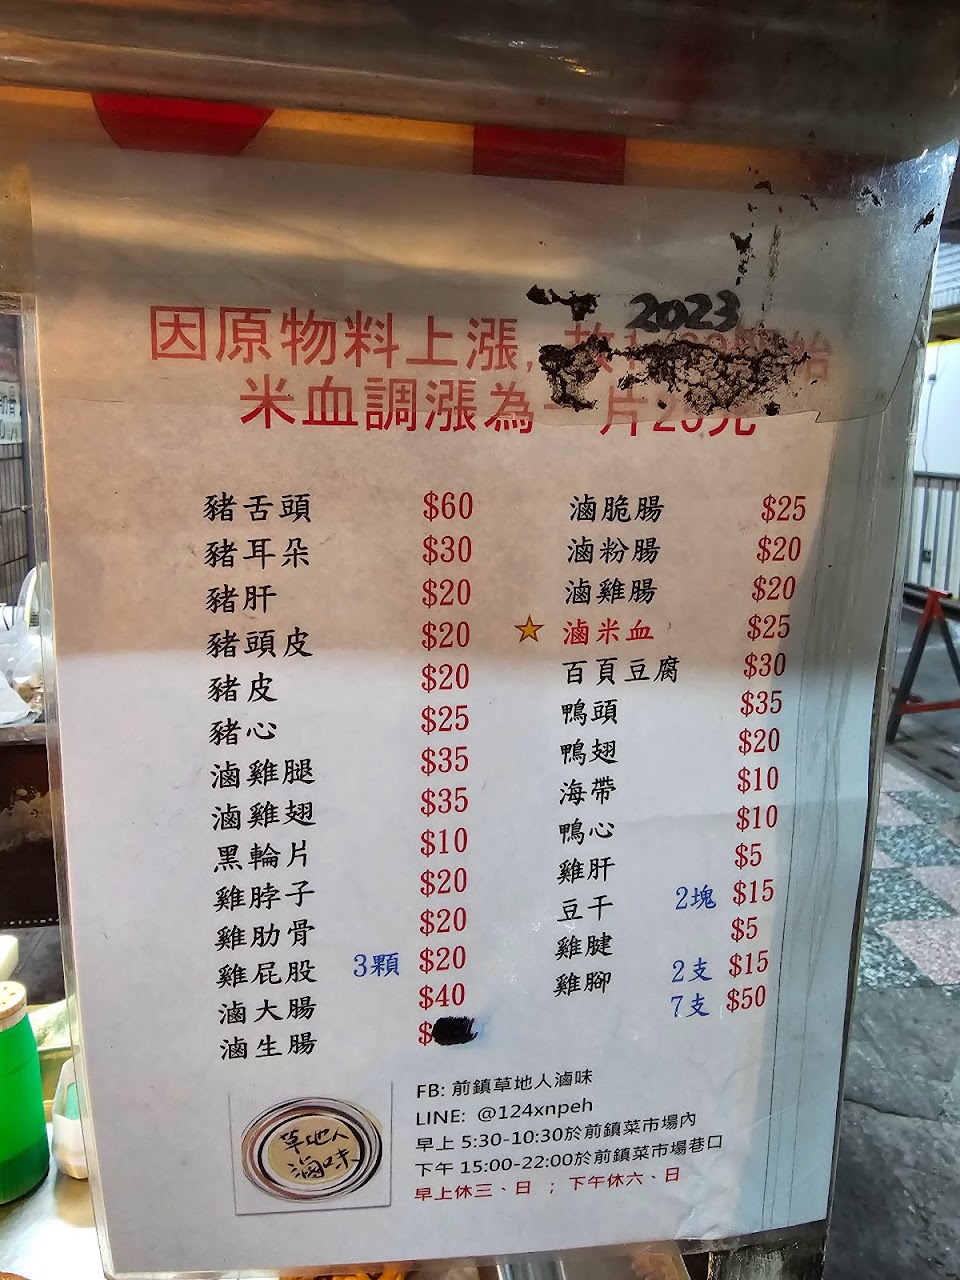 2023
因原物料上漲,故
米血調漲為一片2 元
豬舌頭 $60
豬耳朵 $30
豬肝 $20
豬頭皮 $20
豬皮 $20
豬心 $25
滷雞腿 $35
滷雞翅 $35
黑輪片 $10
雞脖子 $20
雞肋骨 $20
雞屁股 3顆 $20
滷大腸 $40
滷生腸 $
滷脆腸 $25
滷粉腸 $20
滷雞腸 $20
滷米血 $25
百頁豆腐 $30
鴨頭 $35
鴨翅 $20
海帶 $10
鴨心 $10
雞肝 $5
豆干 2塊 $15
雞腱 $5
雞腳 2支 $15
7支 $50
草地人
滷味
FB: 前鎮草地人滷味
LINE: @124xnpeh
早上 5:30-10:30於前鎮菜市場內
下午 15:00-22:00於前鎮菜市場巷口
早上休三、日 ; 下午休六、日